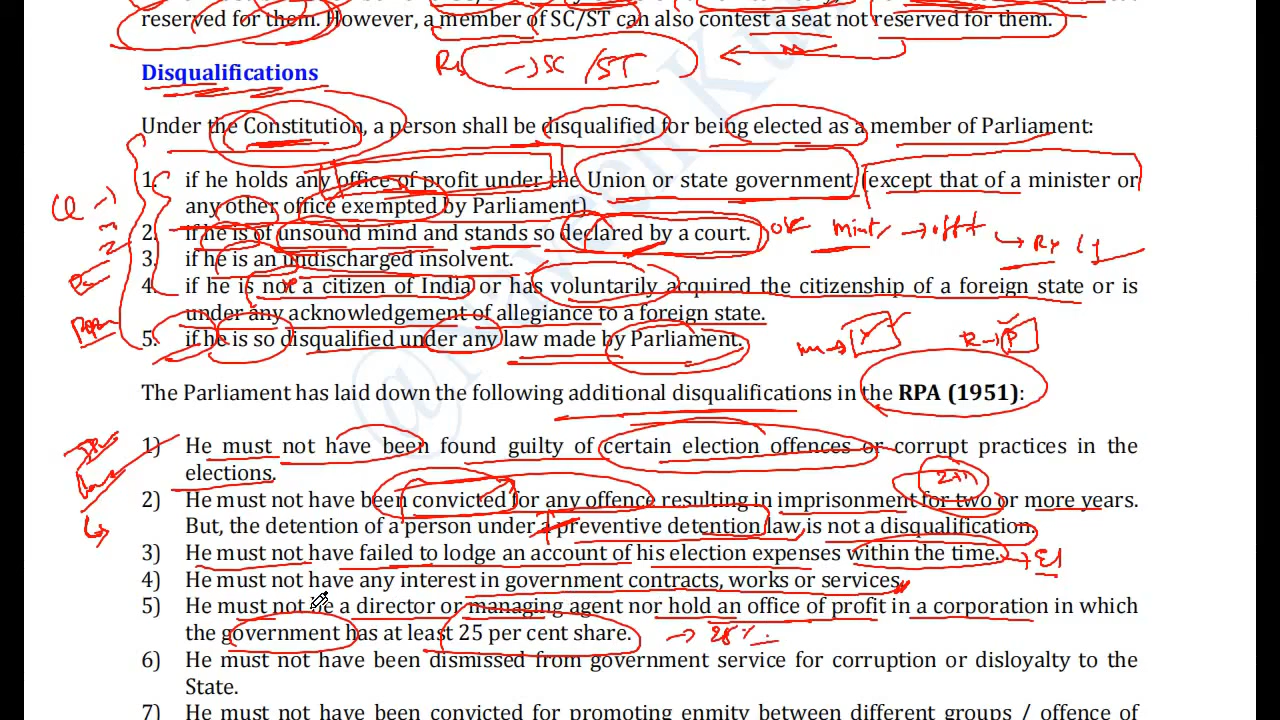 reserved for them. However, a member of SC/ST can also contest a seat not reserved for them.
→ SC / ST
Disqualifications
Under the Constitution, a person shall be disqualified for being elected as a member of Parliament:
1. if he holds any office of profit under the Union or state government (except that of a minister or
any other office exempted by Parliament).
2. if he is of unsound mind and stands so declared by a court.
3. if he is an undischarged insolvent.
4. if he is not a citizen of India or has voluntarily acquired the citizenship of a foreign state or is
under any acknowledgement of allegiance to a foreign state.
5. if he is so disqualified under any law made by Parliament.
The Parliament has laid down the following additional disqualifications in the RPA (1951):
1) He must not have been found guilty of certain election offences or corrupt practices in the
elections.
2) He must not have been convicted for any offence resulting in imprisonment for two or more years.
But, the detention of a person under a preventive detention law is not a disqualification.
3) He must not have failed to lodge an account of his election expenses within the time.
4) He must not have any interest in government contracts, works or services.
5) He must not be a director or managing agent nor hold an office of profit in a corporation in which
the government has at least 25 per cent share. → 25 %
6) He must not have been dismissed from government service for corruption or disloyalty to the
State.
7) He must not have been convicted for promoting enmity between different groups / offence of